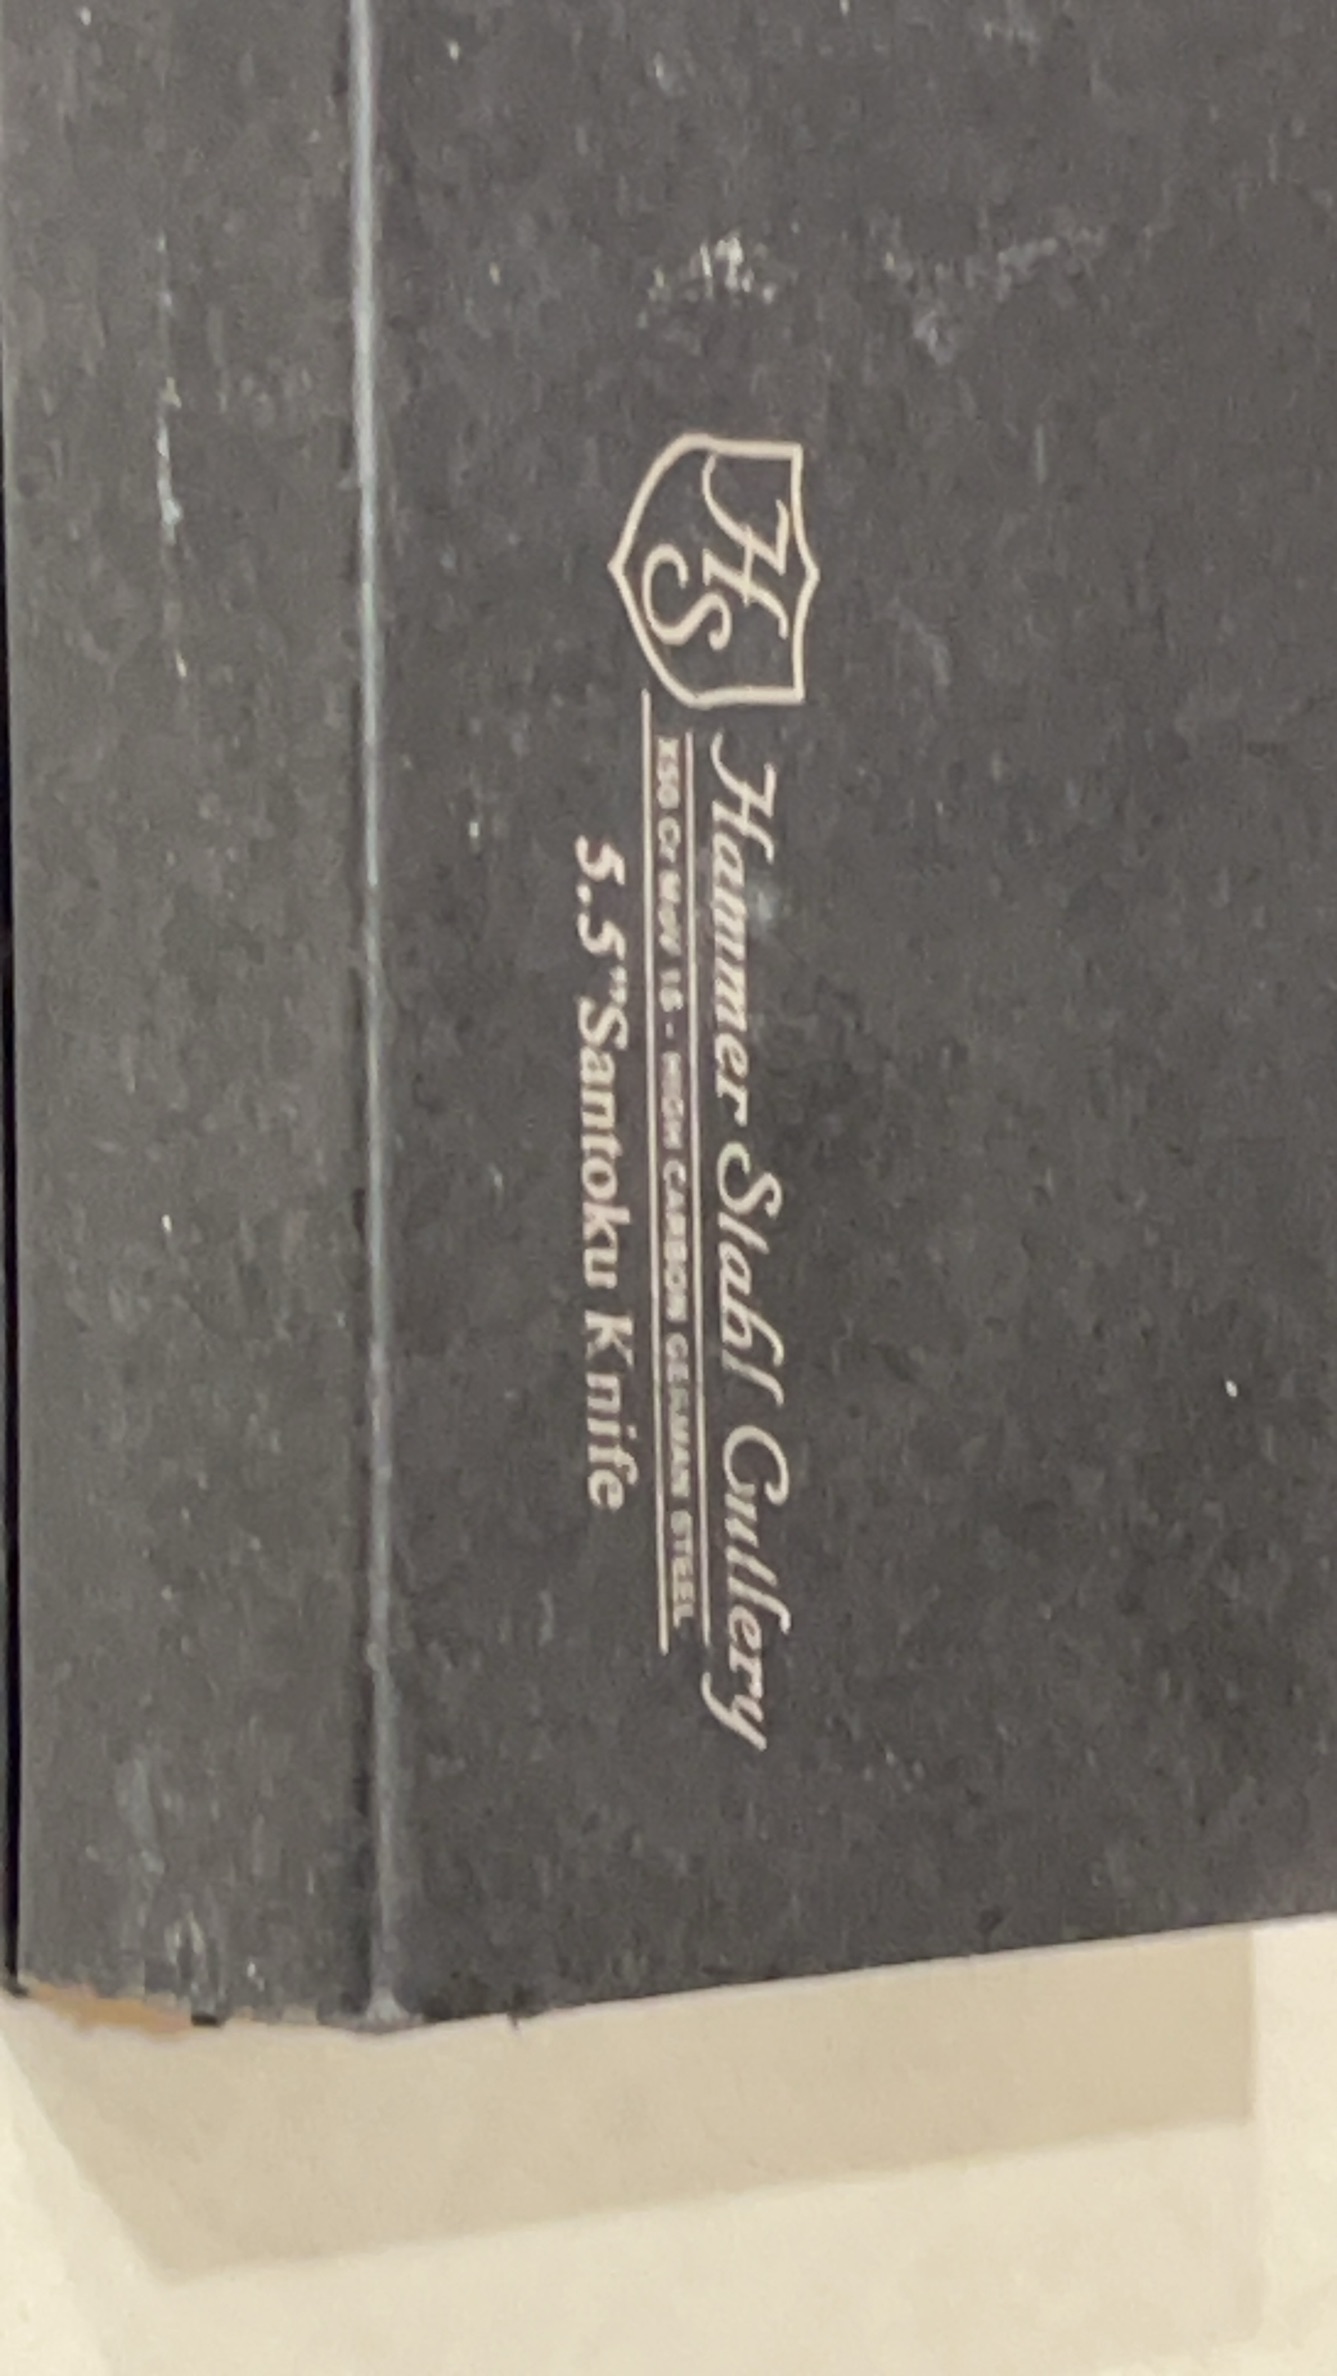 HS
Hammer Stahl Cutlery
X50 Cr MoV 15 - HIGH CARBON GERMAN STEEL
5.5" Santoku Knife